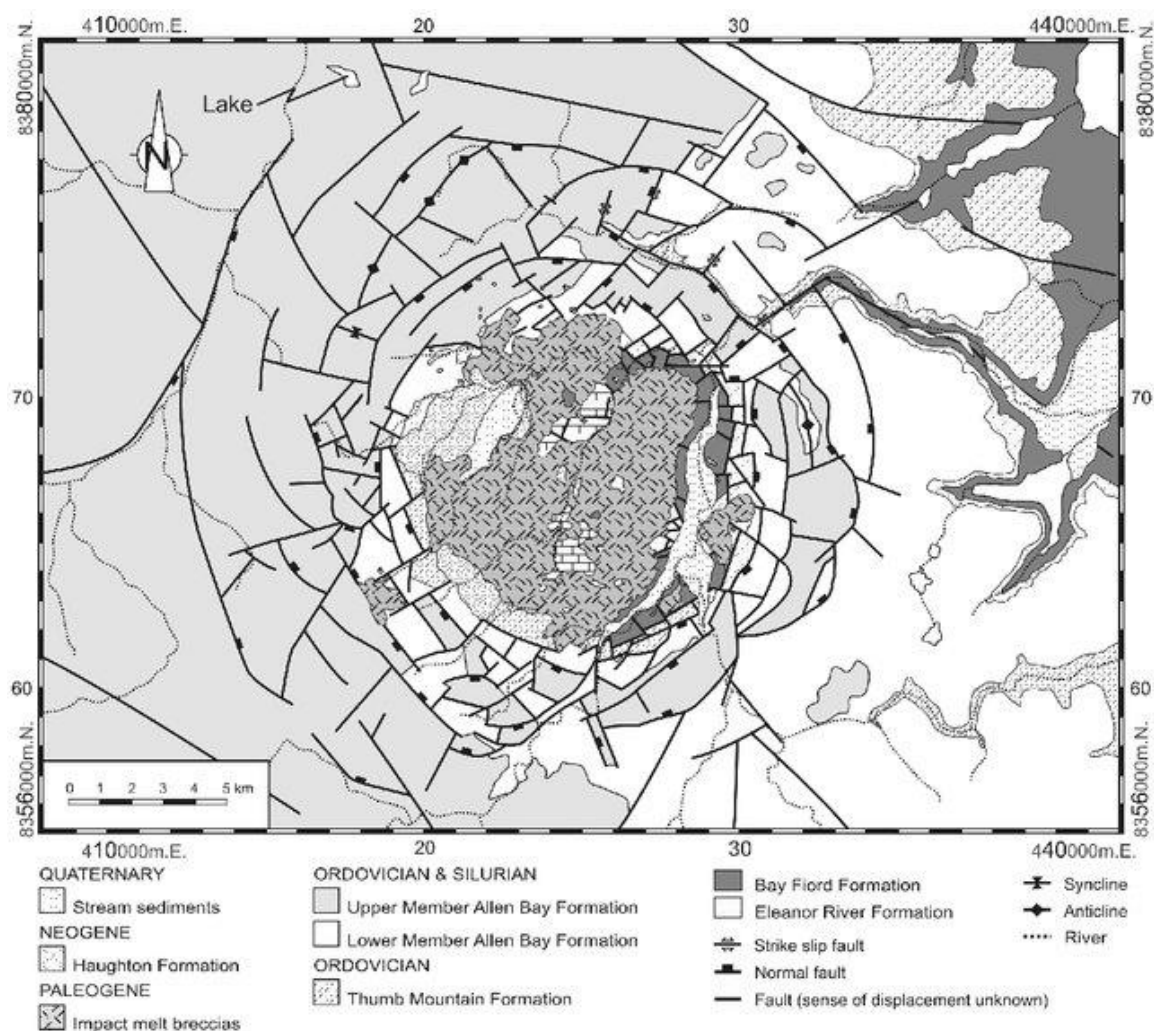 410000m.E. 20 30 440000m.E.
8380000m.N. 8380000m.N.
Lake
N
70 70
60 60
0 1 2 3 4 5 km
8356000m.N. 8356000m.N.
410000m.E. 20 30 440000m.E.
QUATERNARY
Stream sediments
NEOGENE
Haughton Formation
PALEOGENE
Impact melt breccias
ORDOVICIAN & SILURIAN
Upper Member Allen Bay Formation
Lower Member Allen Bay Formation
ORDOVICIAN
Thumb Mountain Formation
Bay Fiord Formation
Eleanor River Formation
Strike slip fault
Normal fault
Fault (sense of displacement unknown)
Syncline
Anticline
River